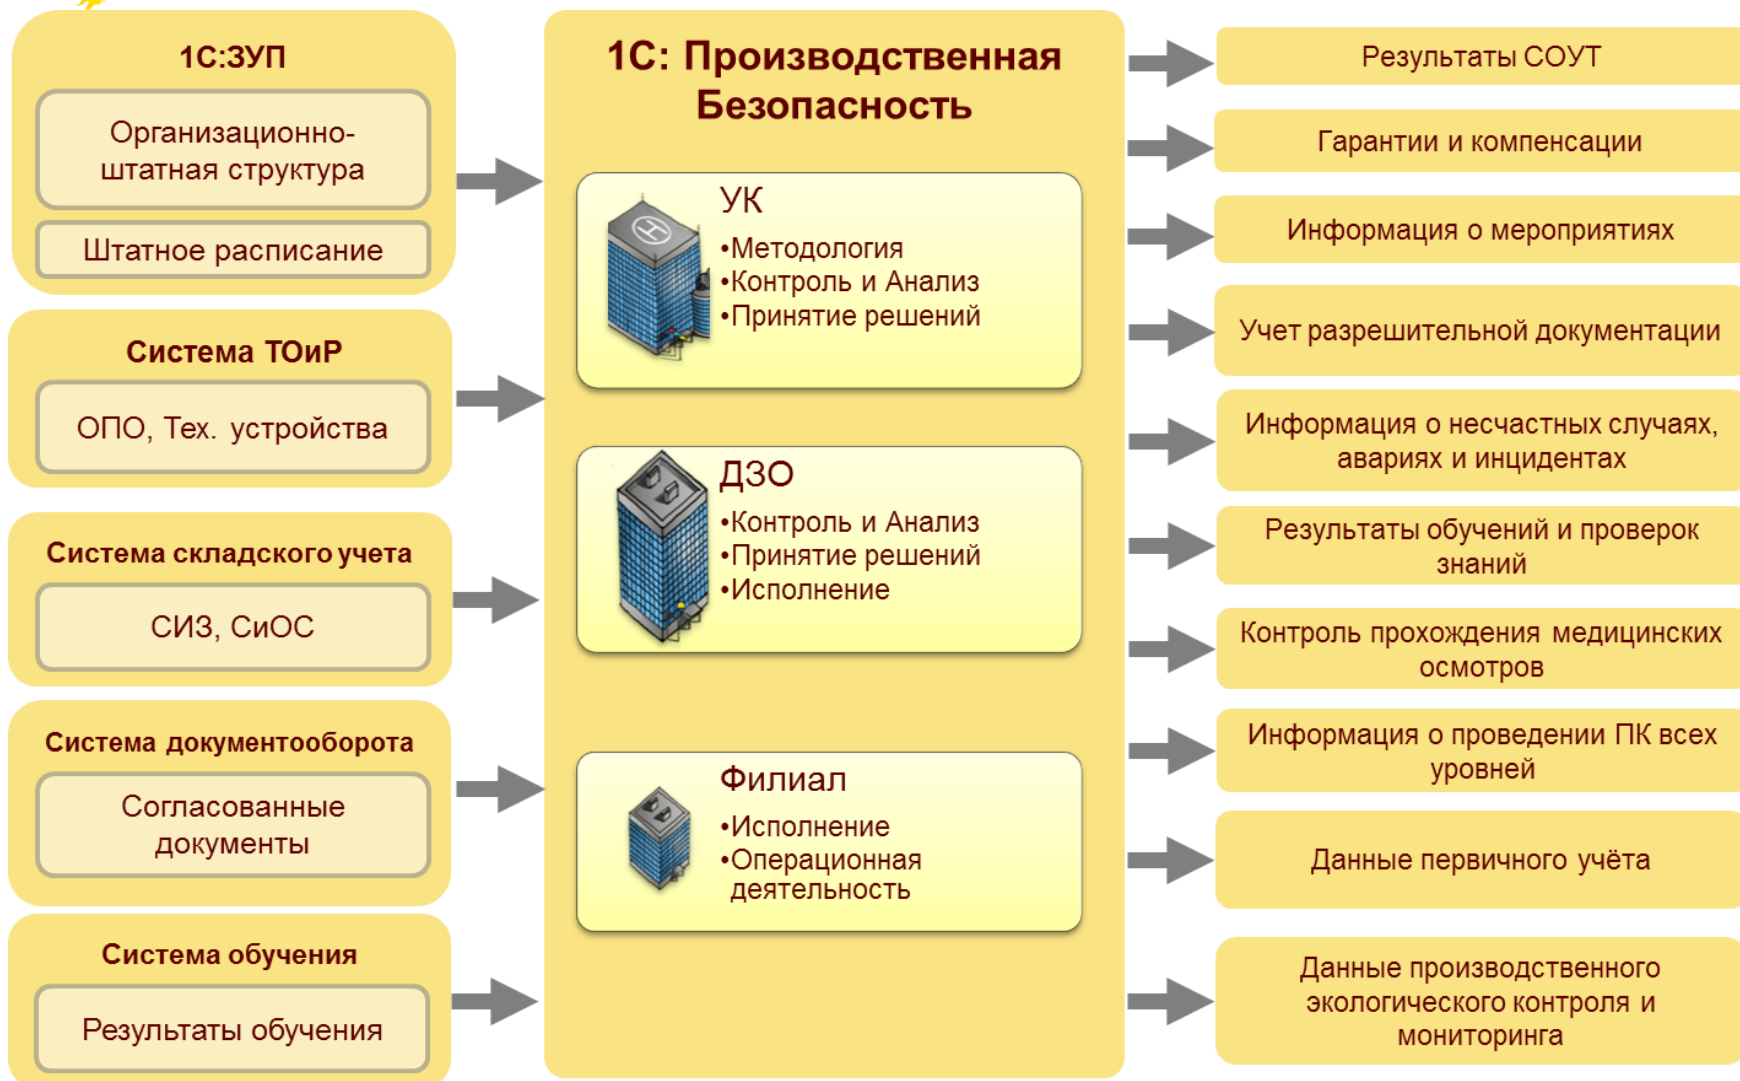 1С:ЗУП
Организационно-
штатная структура
Штатное расписание
Система ТОиР
ОПО, Тех. устройства
Система складского учета
СИЗ, СиОС
Система документооборота
Согласованные
документы
Система обучения
Результаты обучения
1С: Производственная
Безопасность
УК
•Методология
•Контроль и Анализ
•Принятие решений
ДЗО
•Контроль и Анализ
•Принятие решений
•Исполнение
Филиал
•Исполнение
•Операционная
деятельность
Результаты СОУТ
Гарантии и компенсации
Информация о мероприятиях
Учет разрешительной документации
Информация о несчастных случаях,
авариях и инцидентах
Результаты обучений и проверок
знаний
Контроль прохождения медицинских
осмотров
Информация о проведении ПК всех
уровней
Данные первичного учёта
Данные производственного
экологического контроля и
мониторинга